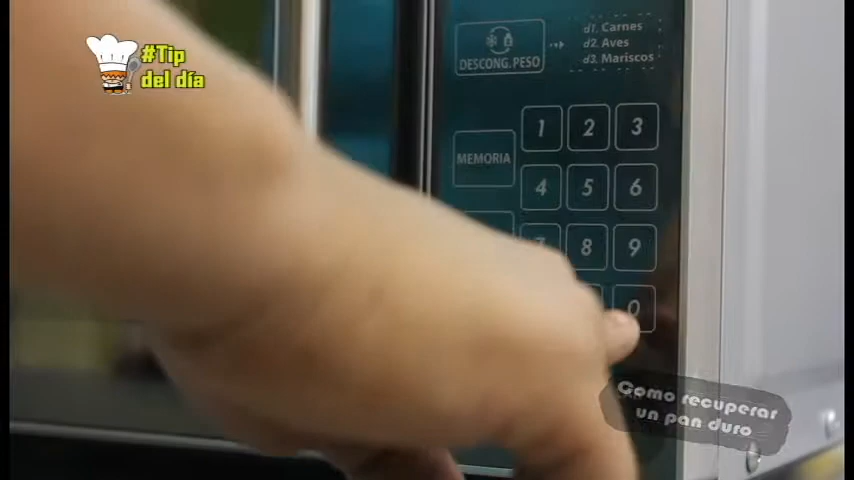 #Tip
del día
DESCONG. PESO
d1. Carnes
d2. Aves
d3. Mariscos
1 2 3
MEMORIA
4 5 6
7 8 9
0
Como recuperar
un pan duro